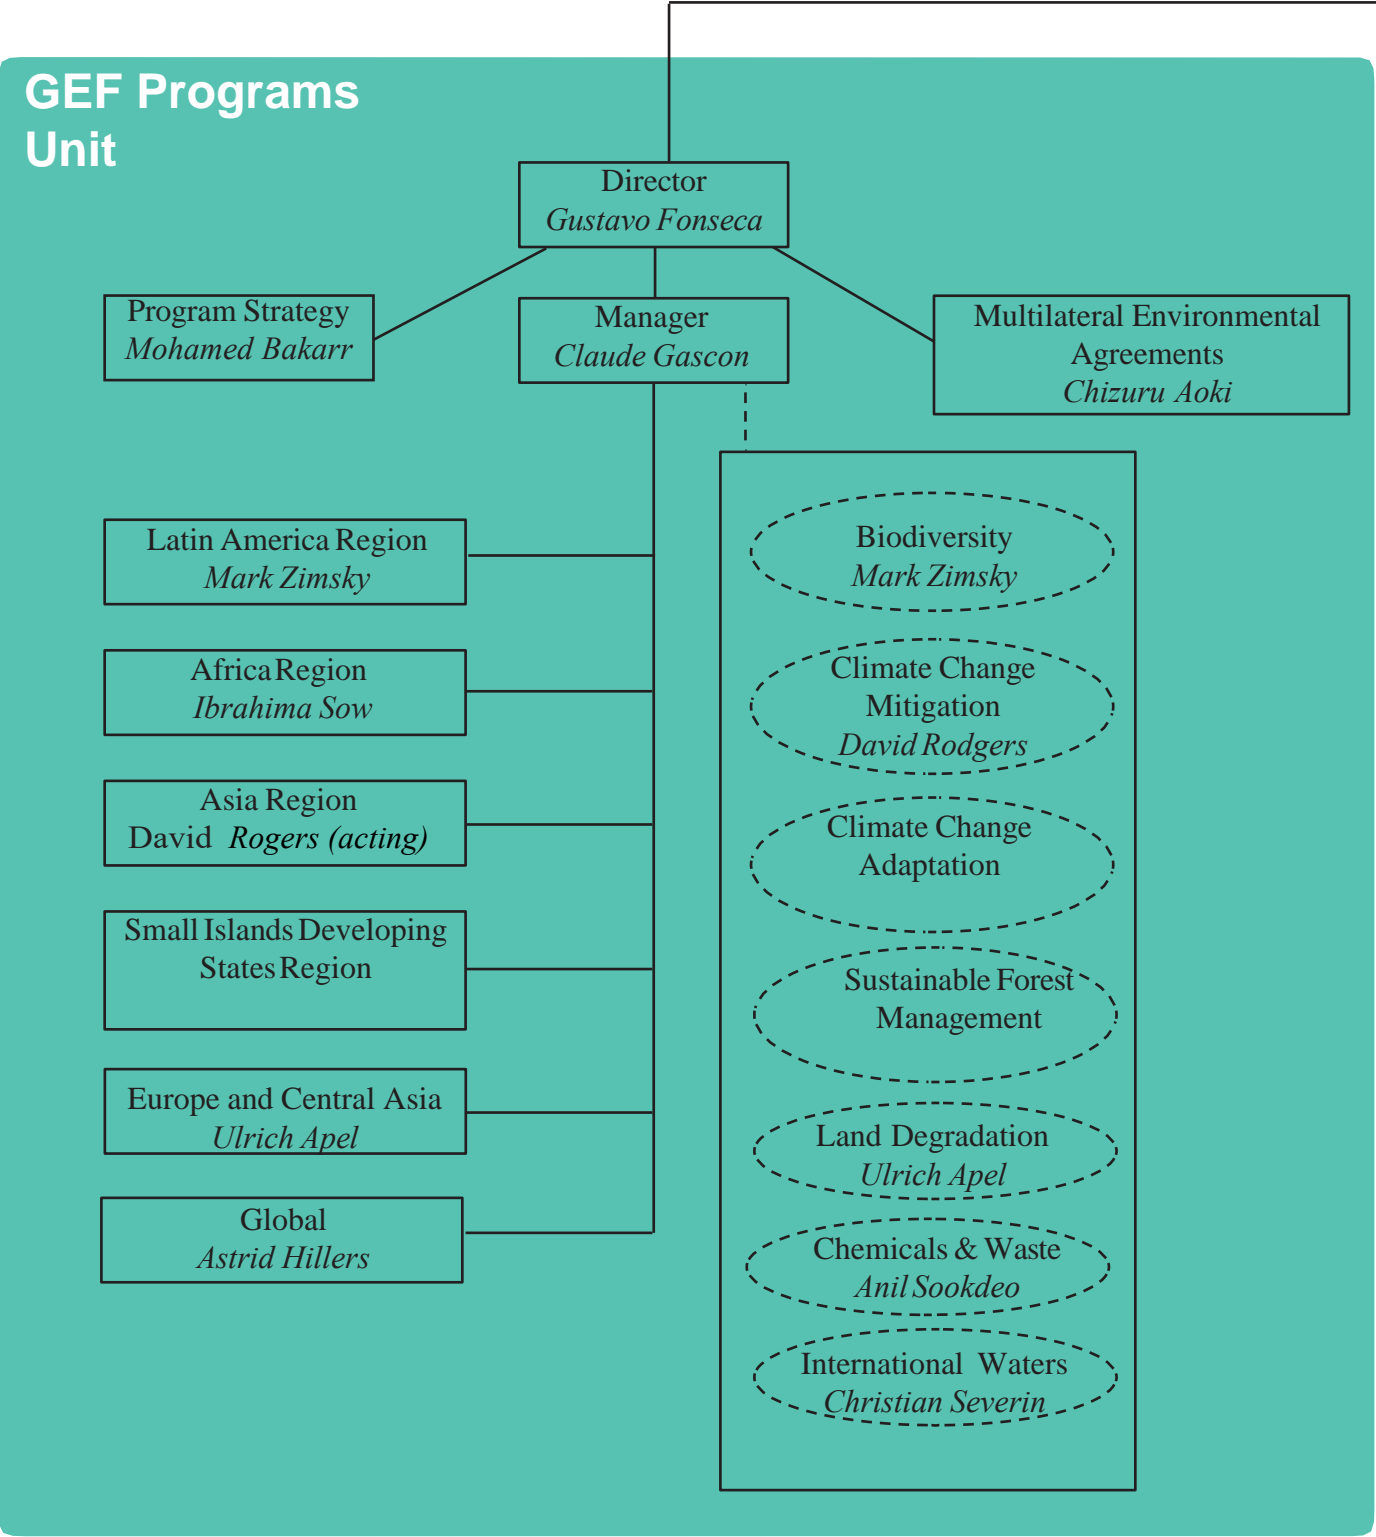 GEF Programs
Unit
Director
Gustavo Fonseca
Program Strategy
Mohamed Bakarr
Manager
Claude Gascon
Multilateral Environmental
Agreements
Chizuru Aoki
Latin America Region
Mark Zimsky
Africa Region
Ibrahima Sow
Asia Region
David Rogers (acting)
Small Islands Developing
States Region
Europe and Central Asia
Ulrich Apel
Global
Astrid Hillers
Biodiversity
Mark Zimsky
Climate Change
Mitigation
David Rodgers
Climate Change
Adaptation
Sustainable Forest
Management
Land Degradation
Ulrich Apel
Chemicals & Waste
Anil Sookdeo
International Waters
Christian Severin